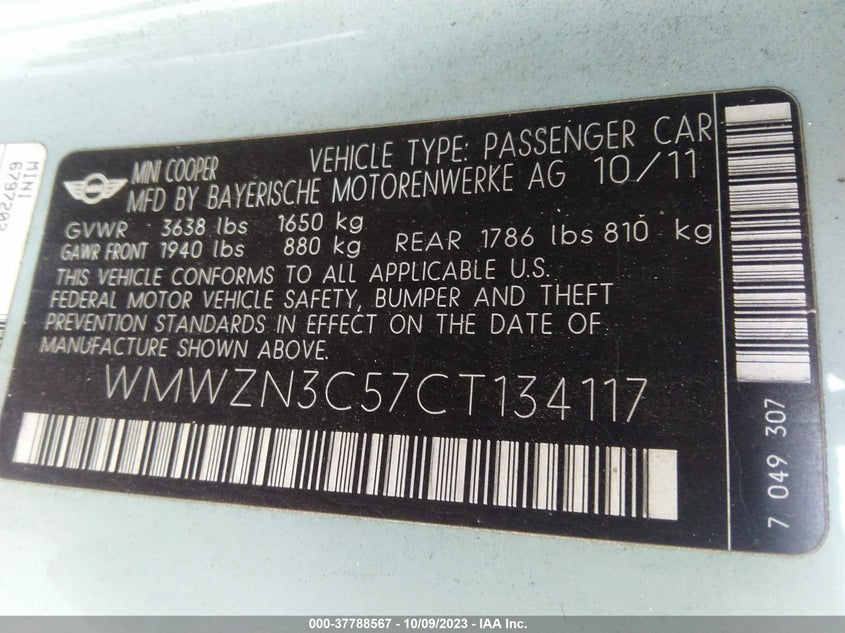 MINI COOPER VEHICLE TYPE: PASSENGER CAR
MFD BY BAYERISCHE MOTORENWERKE AG 10/11
GVWR 3638 lbs 1650 kg
GAWR FRONT 1940 lbs 880 kg REAR 1786 lbs 810 kg
THIS VEHICLE CONFORMS TO ALL APPLICABLE U.S.
FEDERAL MOTOR VEHICLE SAFETY, BUMPER AND THEFT
PREVENTION STANDARDS IN EFFECT ON THE DATE OF
MANUFACTURE SHOWN ABOVE.
WMWZN3C57CT134117
7 049 307
MINI
6797202
000-37788567 - 10/09/2023 - IAA Inc.